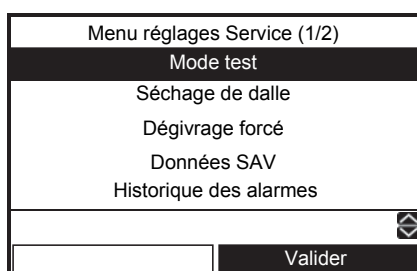 Menu réglages Service (1/2)
Mode test
Séchage de dalle
Dégivrage forcé
Données SAV
Historique des alarmes
Valider